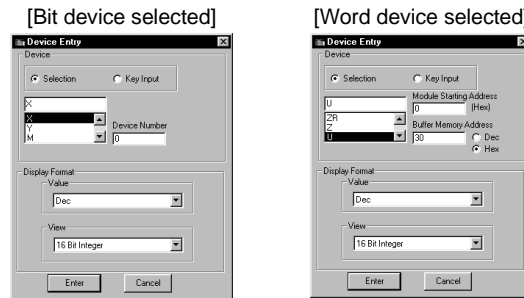 [Bit device selected]
Device Entry
Device
Selection
Key Input
X
X
Y
M
Device Number
0
Display Format
Value
Dec
View
16 Bit Integer
Enter
Cancel
[Word device selected]
Device Entry
Device
Selection
Key Input
U
ZR
Z
U
Module Starting Address
0
(Hex)
Buffer Memory Address
30
Dec
Hex
Display Format
Value
Dec
View
16 Bit Integer
Enter
Cancel